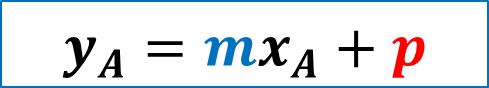 y_A = mx_A + p